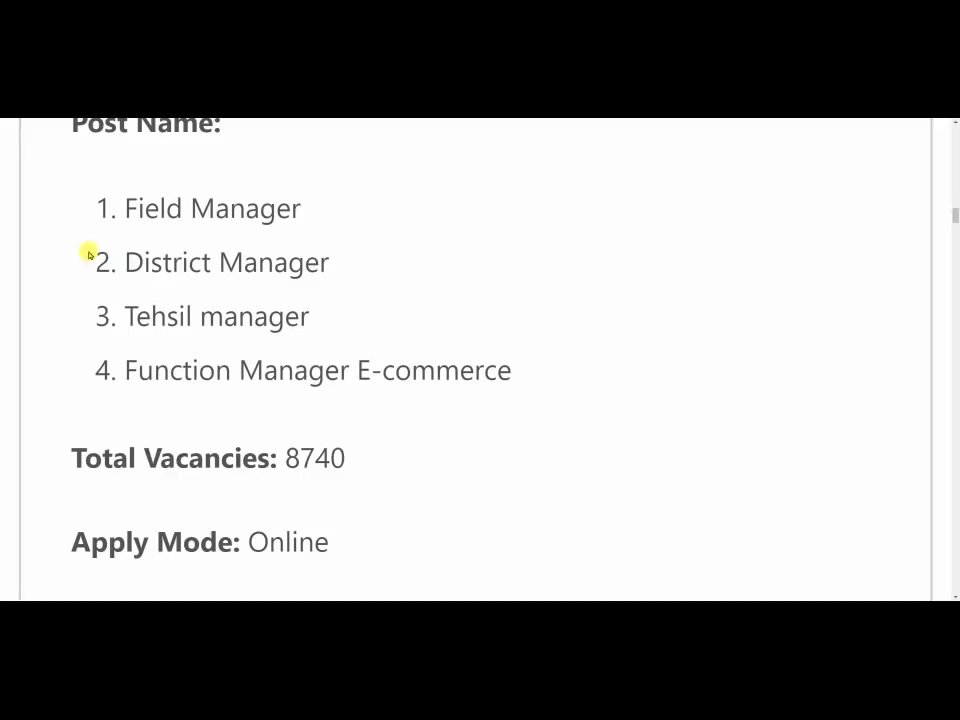 Post Name:
1. Field Manager
2. District Manager
3. Tehsil manager
4. Function Manager E-commerce
Total Vacancies: 8740
Apply Mode: Online